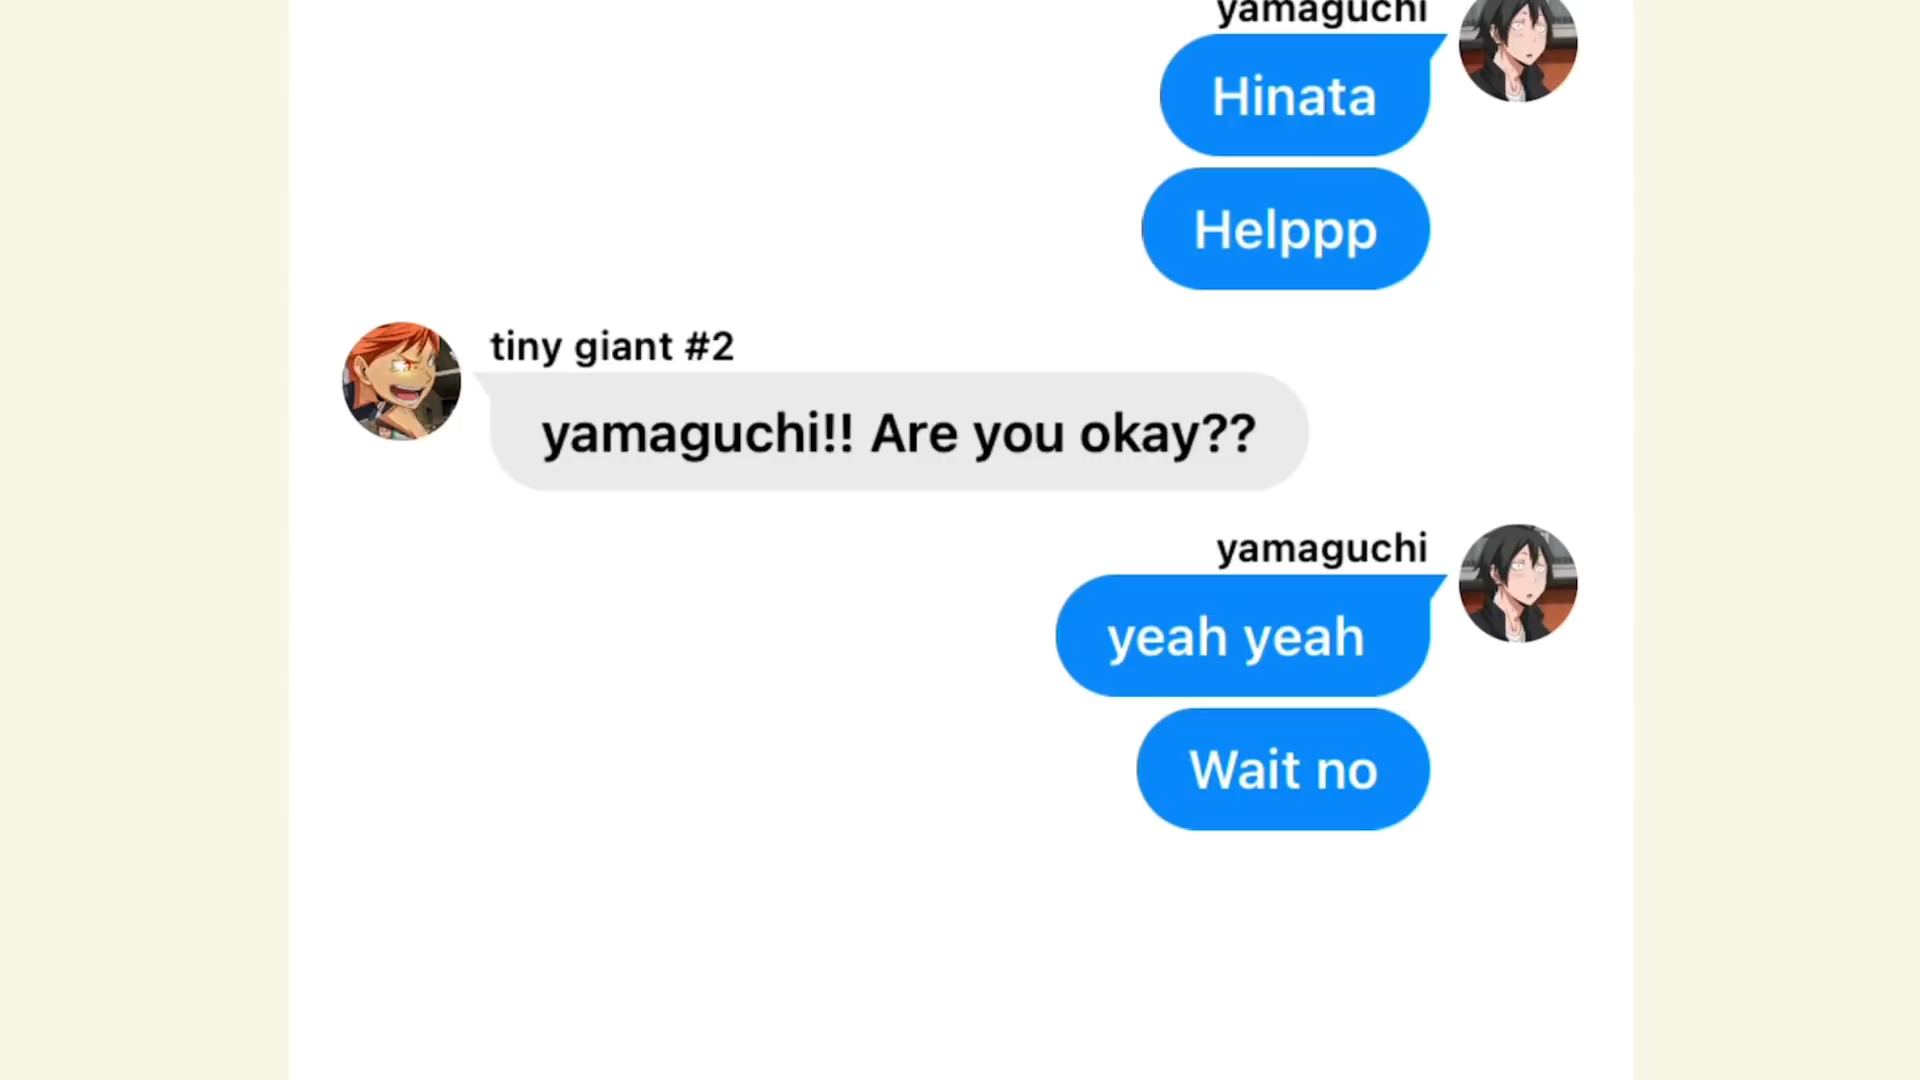 yamaguchi
Hinata
Helppp
tiny giant #2
yamaguchi!! Are you okay??
yamaguchi
yeah yeah
Wait no